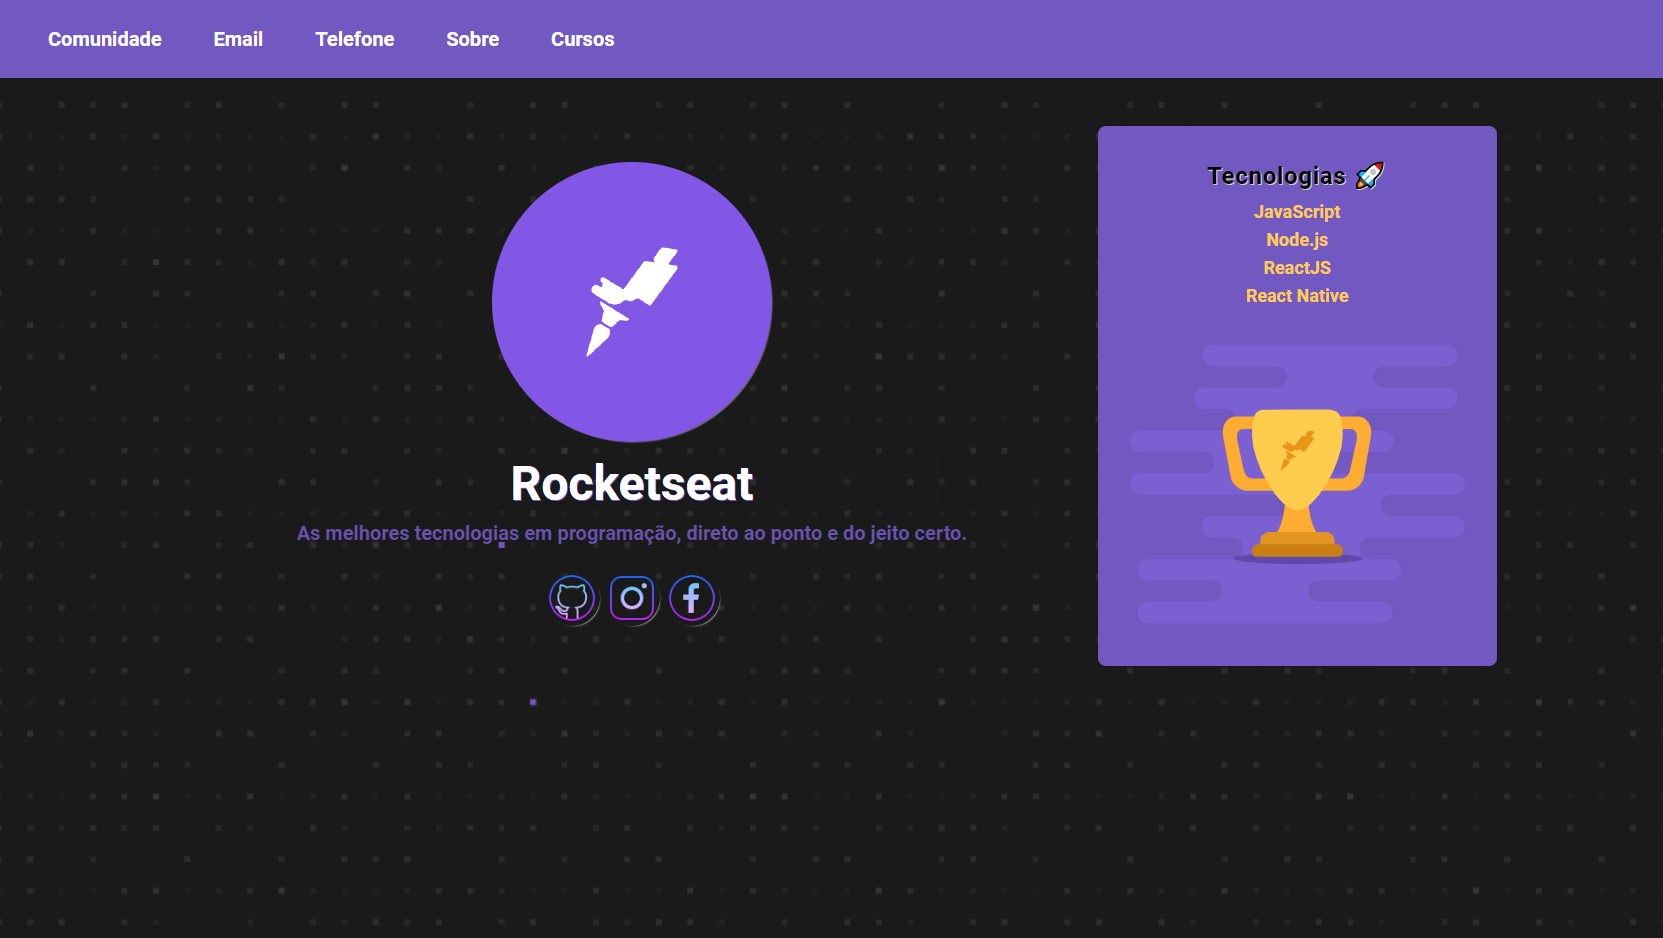 Comunidade Email Telefone Sobre Cursos
Rocketseat
As melhores tecnologias em programação, direto ao ponto e do jeito certo.
Tecnologias 🚀
JavaScript
Node.js
ReactJS
React Native